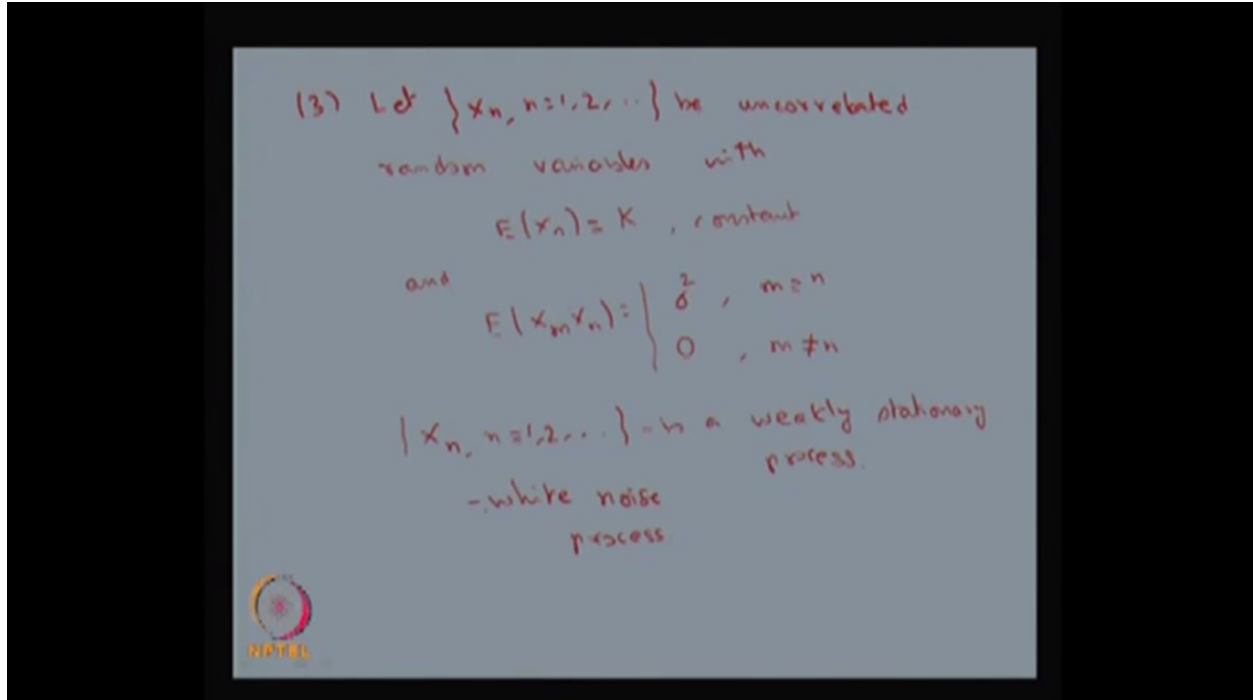 (3) Let {Xn, n=1,2,..} be uncorrelated
random variables with
E(Xn) = K, constant
and
E(XmXn) = { σ², m=n
0, m≠n
{Xn, n=1,2,...} is a weakly stationary
process.
- white noise
process
NPTEL